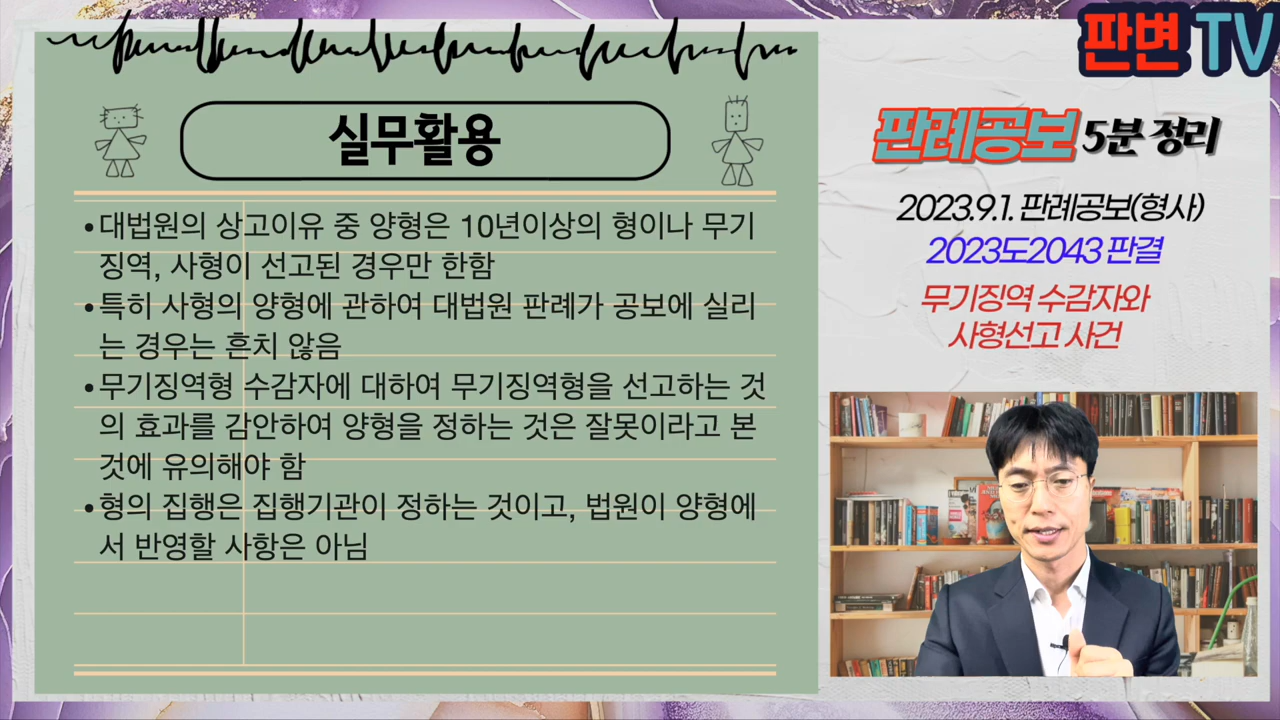 판변 TV
실무활용
•대법원의 상고이유 중 양형은 10년이상의 형이나 무기
징역, 사형이 선고된 경우만 한함
•특히 사형의 양형에 관하여 대법원 판례가 공보에 실리
는 경우는 흔치 않음
•무기징역형 수감자에 대하여 무기징역형을 선고하는 것
의 효과를 감안하여 양형을 정하는 것은 잘못이라고 본
것에 유의해야 함
•형의 집행은 집행기관이 정하는 것이고, 법원이 양형에
서 반영할 사항은 아님
판례공보 5분 정리
2023.9.1. 판례공보(형사)
2023도2043 판결
무기징역 수감자와
사형선고 사건